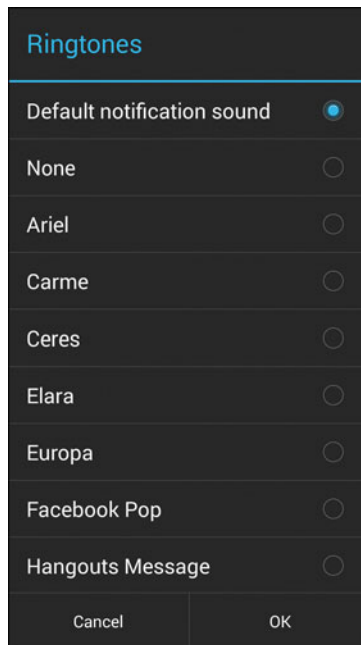 Ringtones
Default notification sound
None
Ariel
Carme
Ceres
Elara
Europa
Facebook Pop
Hangouts Message
Cancel OK